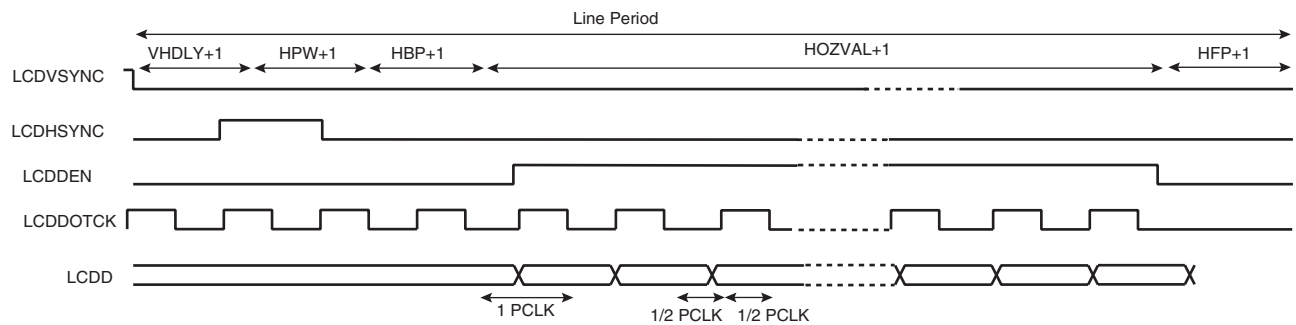 Line Period
VHDLY+1 HPW+1 HBP+1 HOZVAL+1 HFP+1
LCDVSYNC
LCDHSYNC
LCDDEN
LCDDOTCK
LCDD
1 PCLK 1/2 PCLK 1/2 PCLK